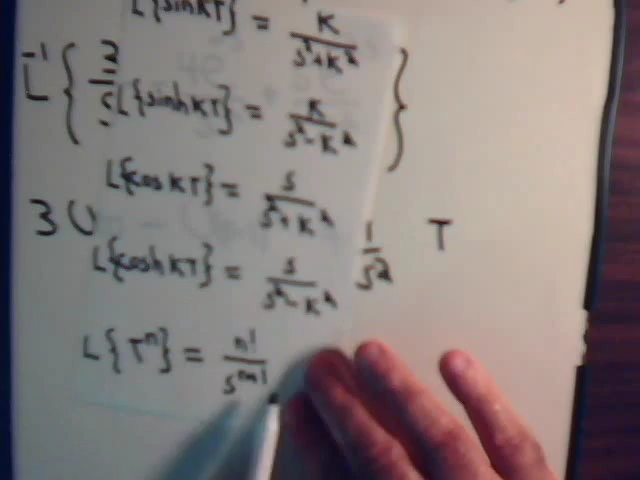 L{sinKT} = K/(s²+K²)
L⁻¹{ 2/s }
L{sinhKT} = K/(s²-K²)
L{cosKT} = s/(s²+K²)
3U
L{coshKT} = s/(s²-K²) 1/s² T
L{Tⁿ} = n!/sⁿ⁺¹